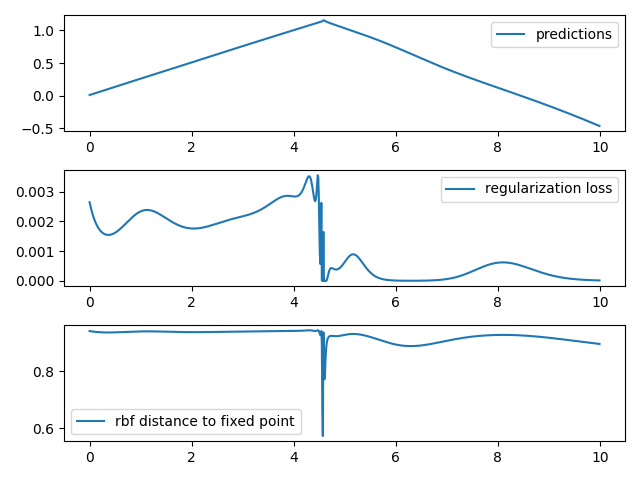 1.0
0.5
0.0
−0.5
predictions
0 2 4 6 8 10
0.003
0.002
0.001
0.000
regularization loss
0 2 4 6 8 10
0.8
0.6
rbf distance to fixed point
0 2 4 6 8 10